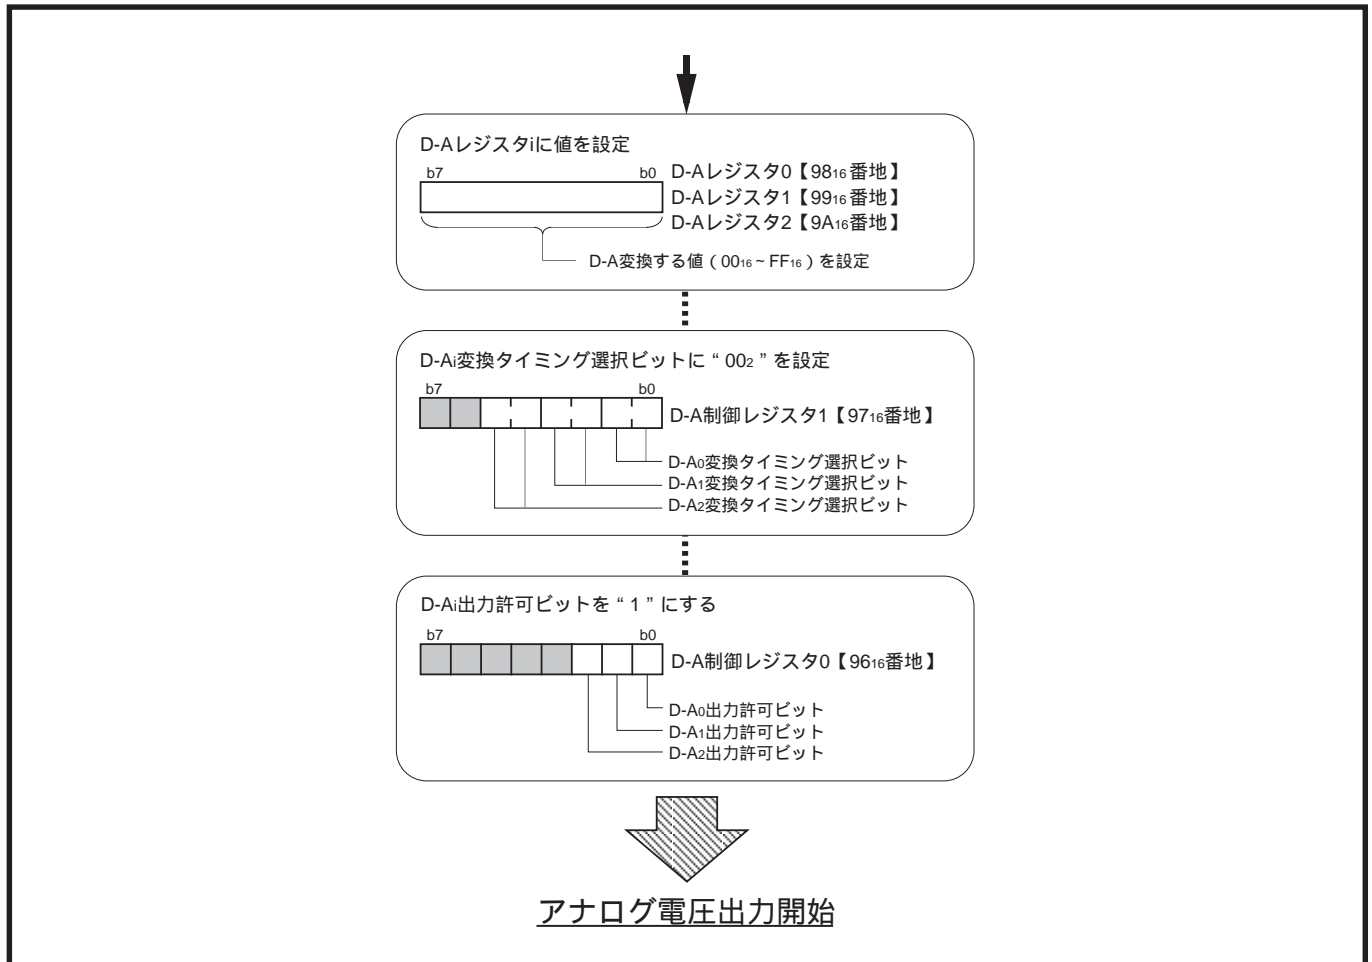 D-Aレジスタiに値を設定
b7 b0
D-Aレジスタ0【9816番地】
D-Aレジスタ1【9916番地】
D-Aレジスタ2【9A16番地】
D-A変換する値（0016～FF16）を設定
D-Ai変換タイミング選択ビットに“002”を設定
b7 b0
D-A制御レジスタ1【9716番地】
D-A0変換タイミング選択ビット
D-A1変換タイミング選択ビット
D-A2変換タイミング選択ビット
D-Ai出力許可ビットを“1”にする
b7 b0
D-A制御レジスタ0【9616番地】
D-A0出力許可ビット
D-A1出力許可ビット
D-A2出力許可ビット
アナログ電圧出力開始